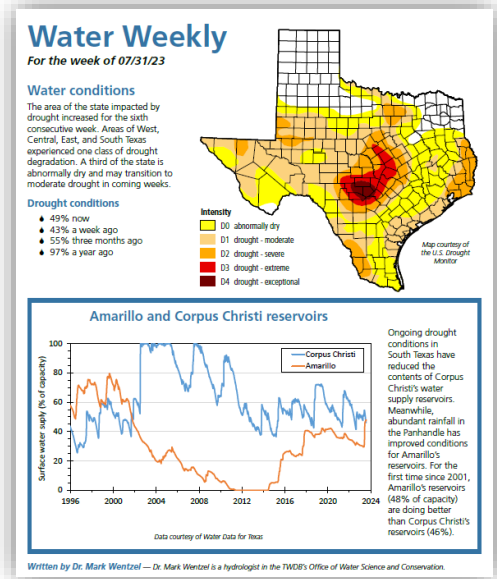 Water Weekly
For the week of 07/31/23
Water conditions
The area of the state impacted by
drought increased for the sixth
consecutive week. Areas of West,
Central, East, and South Texas
experienced one class of drought
degradation. A third of the state is
abnormally dry and may transition to
moderate drought in coming weeks.
Drought conditions
49% now
43% a week ago
55% three months ago
97% a year ago
Intensity
D0 abnormally dry
D1 drought - moderate
D2 drought - severe
D3 drought - extreme
D4 drought - exceptional
Map courtesy of
the U.S. Drought
Monitor
Amarillo and Corpus Christi reservoirs
Surface water supply (% of capacity)
100
80
60
40
20
0
1996
2000
2004
2008
2012
2016
2020
2024
Corpus Christi
Amarillo
Data courtesy of Water Data for Texas
Ongoing drought
conditions in
South Texas have
reduced the
contents of Corpus
Christi's water
supply reservoirs.
Meanwhile,
abundant rainfall in
the Panhandle has
improved conditions
for Amarillo's
reservoirs. For the
first time since 2001,
Amarillo's reservoirs
(48% of capacity)
are doing better
than Corpus Christi's
reservoirs (46%).
Written by Dr. Mark Wentzel — Dr. Mark Wentzel is a hydrologist in the TWDB's Office of Water Science and Conservation.